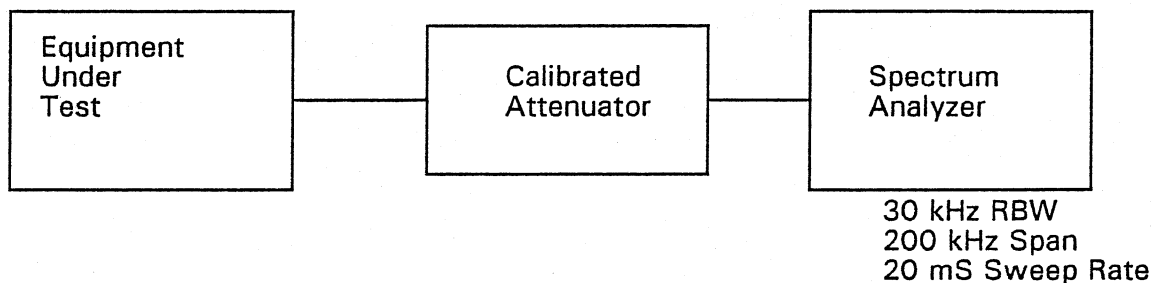 Equipment
Under
Test
Calibrated
Attenuator
Spectrum
Analyzer
30 kHz RBW
200 kHz Span
20 mS Sweep Rate